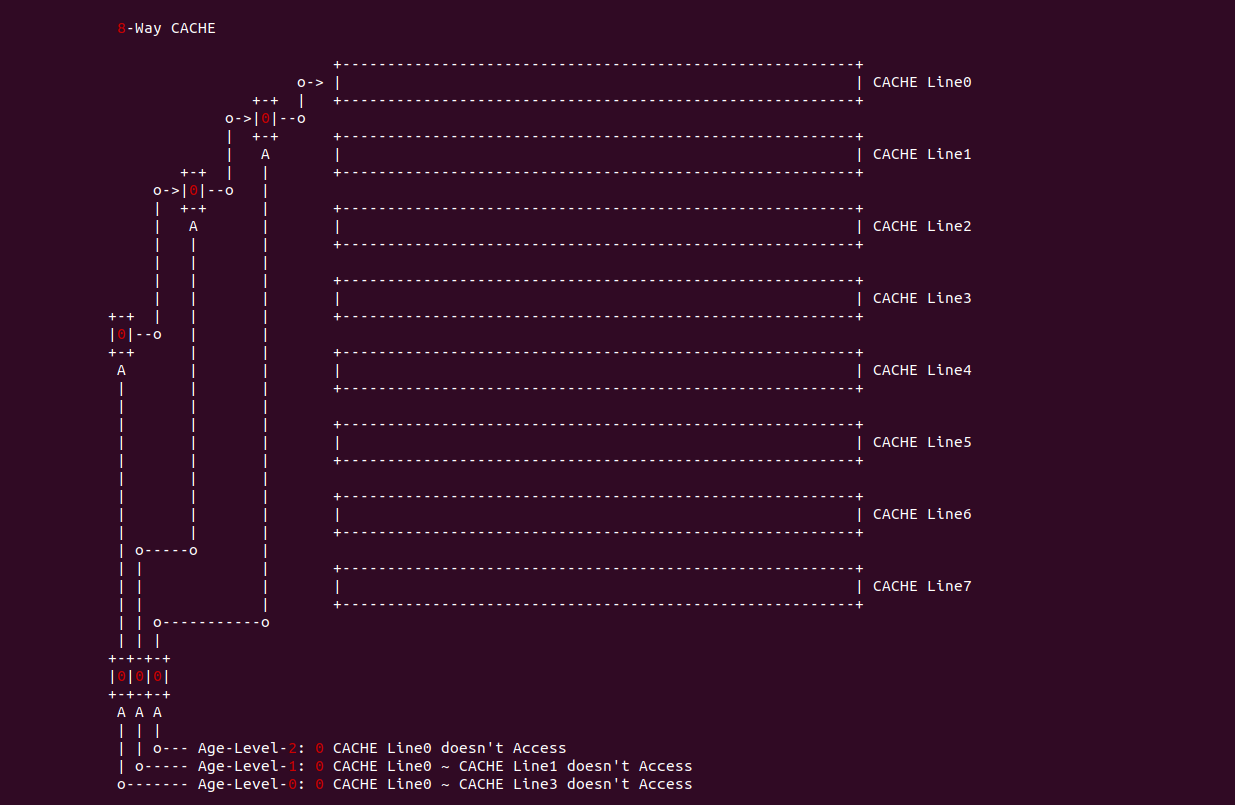 8-Way CACHE
CACHE Line0
0
CACHE Line1
0
CACHE Line2
CACHE Line3
0
CACHE Line4
CACHE Line5
CACHE Line6
CACHE Line7
0 0 0
Age-Level-2: 0 CACHE Line0 doesn't Access
Age-Level-1: 0 CACHE Line0 ~ CACHE Line1 doesn't Access
Age-Level-0: 0 CACHE Line0 ~ CACHE Line3 doesn't Access